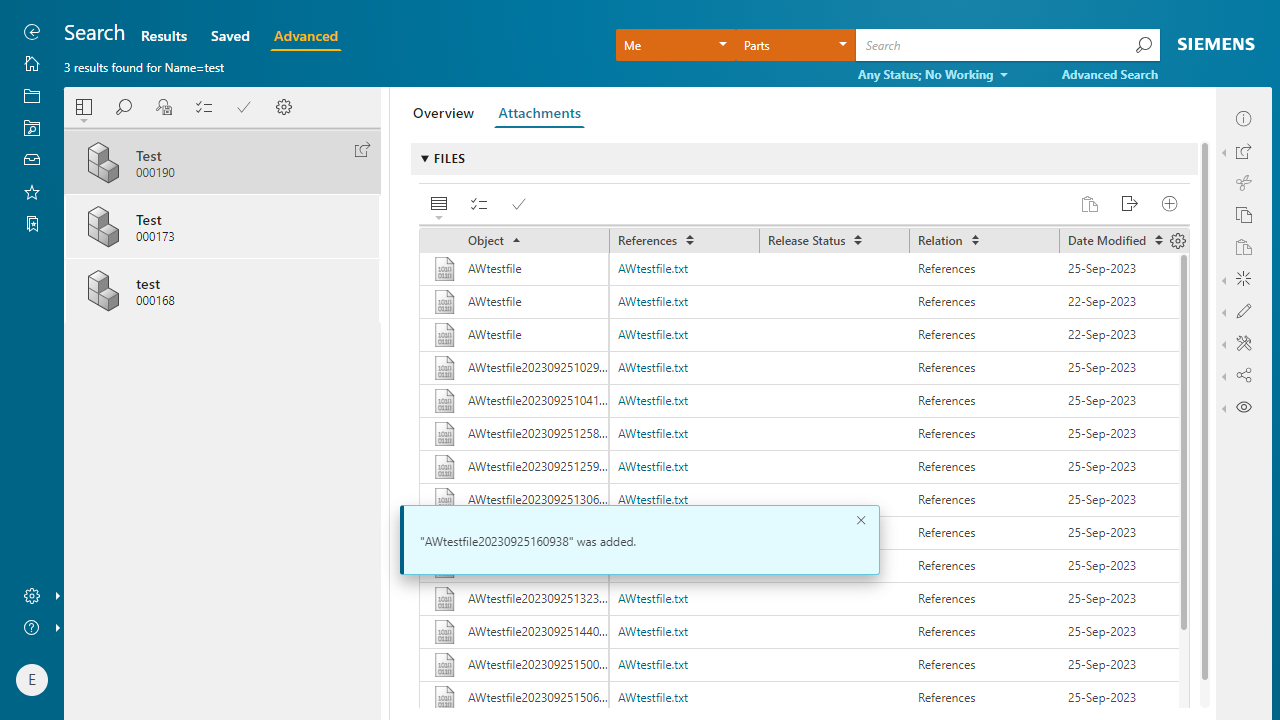 Search Results Saved Advanced
3 results found for Name=test
Me Parts Search
SIEMENS
Any Status; No Working Advanced Search
Test
000190
Test
000173
test
000168
E
Overview Attachments
FILES
Object References Release Status Relation Date Modified
AWtestfile AWtestfile.txt References 25-Sep-2023
AWtestfile AWtestfile.txt References 22-Sep-2023
AWtestfile AWtestfile.txt References 22-Sep-2023
AWtestfile202309251029... AWtestfile.txt References 25-Sep-2023
AWtestfile202309251041... AWtestfile.txt References 25-Sep-2023
AWtestfile202309251258... AWtestfile.txt References 25-Sep-2023
AWtestfile202309251259... AWtestfile.txt References 25-Sep-2023
AWtestfile202309251306... AWtestfile.txt References 25-Sep-2023
References 25-Sep-2023
"AWtestfile20230925160938" was added.
References 25-Sep-2023
AWtestfile202309251323... AWtestfile.txt References 25-Sep-2023
AWtestfile202309251440... AWtestfile.txt References 25-Sep-2023
AWtestfile202309251500... AWtestfile.txt References 25-Sep-2023
AWtestfile202309251506... AWtestfile.txt References 25-Sep-2023